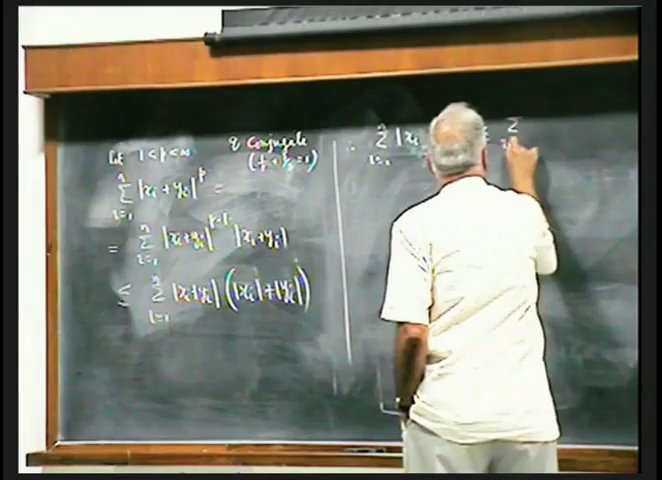 Let 1 < p < ∞
q conjugate
(1/p + 1/q = 1)
n Σ i=1 |xᵢ + yᵢ|^p =
= n Σ i=1 |xᵢ+yᵢ|^(p-1) |xᵢ+yᵢ|
≤ n Σ i=1 |xᵢ+yᵢ| (|xᵢ|+|yᵢ|)
∴ n Σ i=1 |xᵢ
≤ Σ